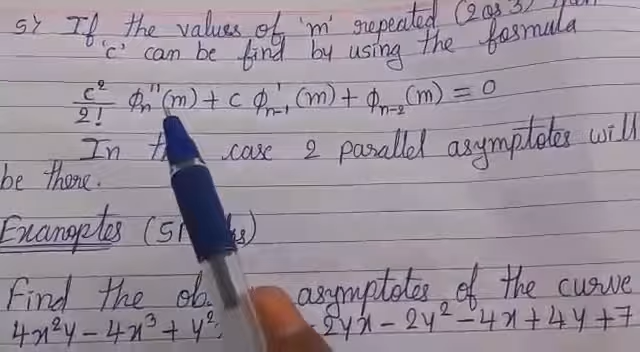 5) If the values of 'm' repeated (2 or 3)
'c' can be find by using the formula
c²/2! ϕₙ''(m) + c ϕ'ₙ₋₁(m) + ϕₙ₋₂(m) = 0
In case 2 parallel asymptotes will
be there.
Exanoptes (5
Find the asymptotes of the curve
4x²y - 4x³ + y² - 2yx - 2y² - 4x + 4y + 7